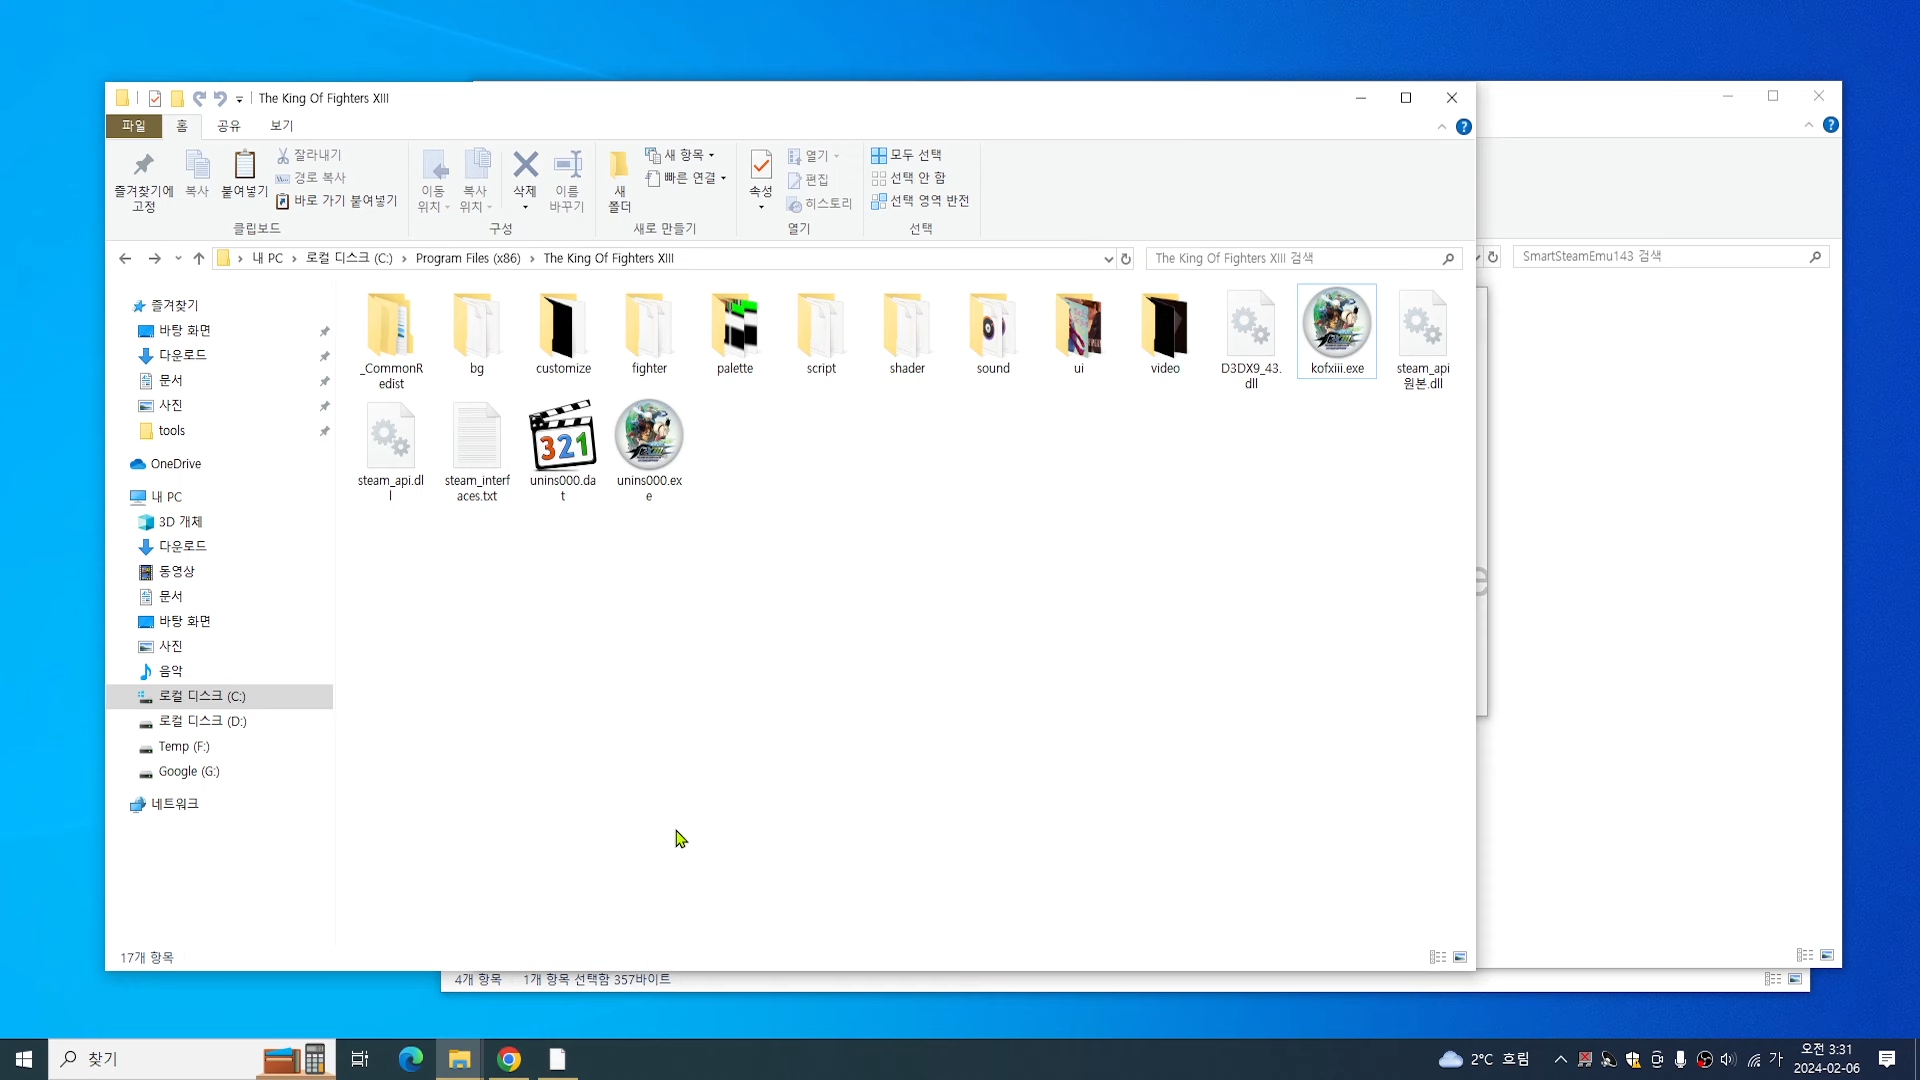 The King Of Fighters XIII
파일 홈 공유 보기
즐겨찾기에 고정
복사
붙여넣기
잘라내기
경로 복사
바로 가기 붙여넣기
클립보드
이동 위치
복사 위치
삭제
이름 바꾸기
구성
새 폴더
새 항목
빠른 연결
새로 만들기
속성
열기
편집
히스토리
열기
모두 선택
선택 안 함
선택 영역 반전
선택
내 PC › 로컬 디스크 (C:) › Program Files (x86) › The King Of Fighters XIII
The King Of Fighters XIII 검색
SmartSteamEmu143 검색
즐겨찾기
바탕 화면
다운로드
문서
사진
tools
OneDrive
내 PC
3D 개체
다운로드
동영상
문서
바탕 화면
사진
음악
로컬 디스크 (C:)
로컬 디스크 (D:)
Temp (F:)
Google (G:)
네트워크
_CommonRedist
bg
customize
fighter
palette
script
shader
sound
ui
video
D3DX9_43.dll
kofxiii.exe
steam_api 원본.dll
steam_api.dll
steam_interfaces.txt
321
unins000.dat
unins000.exe
17개 항목
4개 항목 1개 항목 선택함 357바이트
찾기
2°C 흐림
가
오전 3:31
2024-02-06